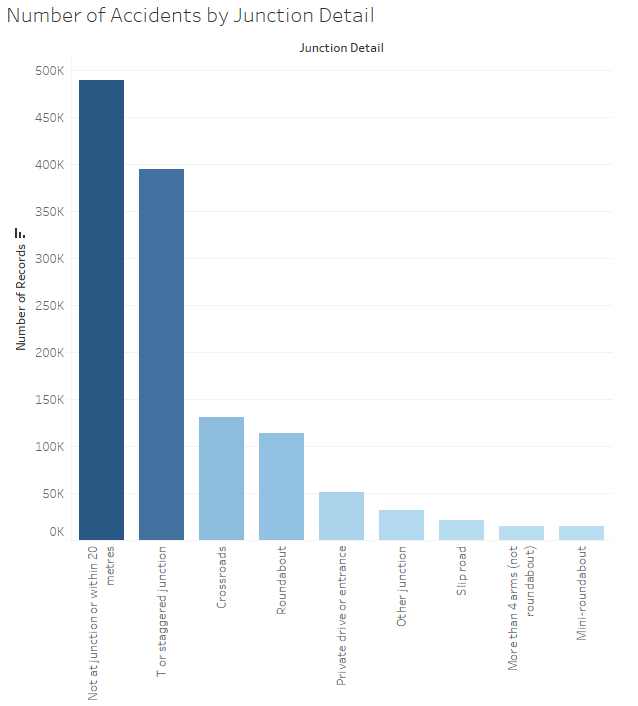 Number of Accidents by Junction Detail
Junction Detail
500K
450K
400K
350K
300K
250K
200K
150K
100K
50K
0K
Number of Records
Not at junction or within 20
metres
T or staggered junction
Crossroads
Roundabout
Private drive or entrance
Other junction
Slip road
More than 4 arms (not
roundabout)
Mini-roundabout